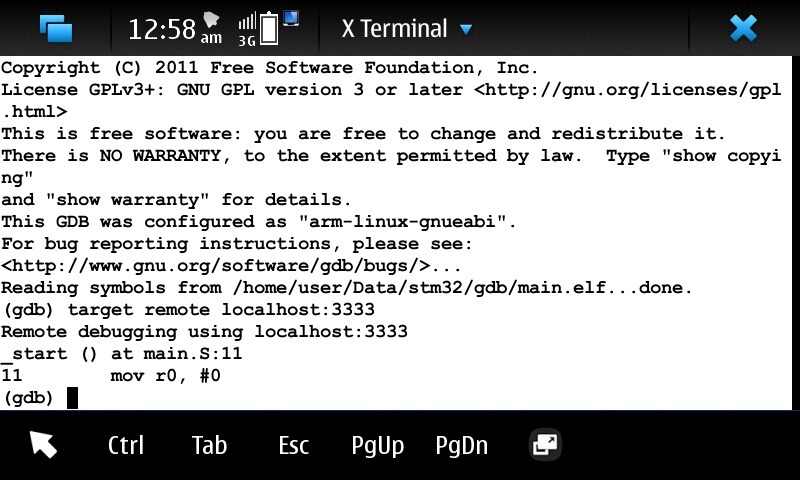 12:58 am
3G
X Terminal
Copyright (C) 2011 Free Software Foundation, Inc.
License GPLv3+: GNU GPL version 3 or later <http://gnu.org/licenses/gpl
.html>
This is free software: you are free to change and redistribute it.
There is NO WARRANTY, to the extent permitted by law.  Type "show copyi
ng"
and "show warranty" for details.
This GDB was configured as "arm-linux-gnueabi".
For bug reporting instructions, please see:
<http://www.gnu.org/software/gdb/bugs/>...
Reading symbols from /home/user/Data/stm32/gdb/main.elf...done.
(gdb) target remote localhost:3333
Remote debugging using localhost:3333
_start () at main.S:11
11        mov r0, #0
(gdb)
Ctrl Tab Esc PgUp PgDn